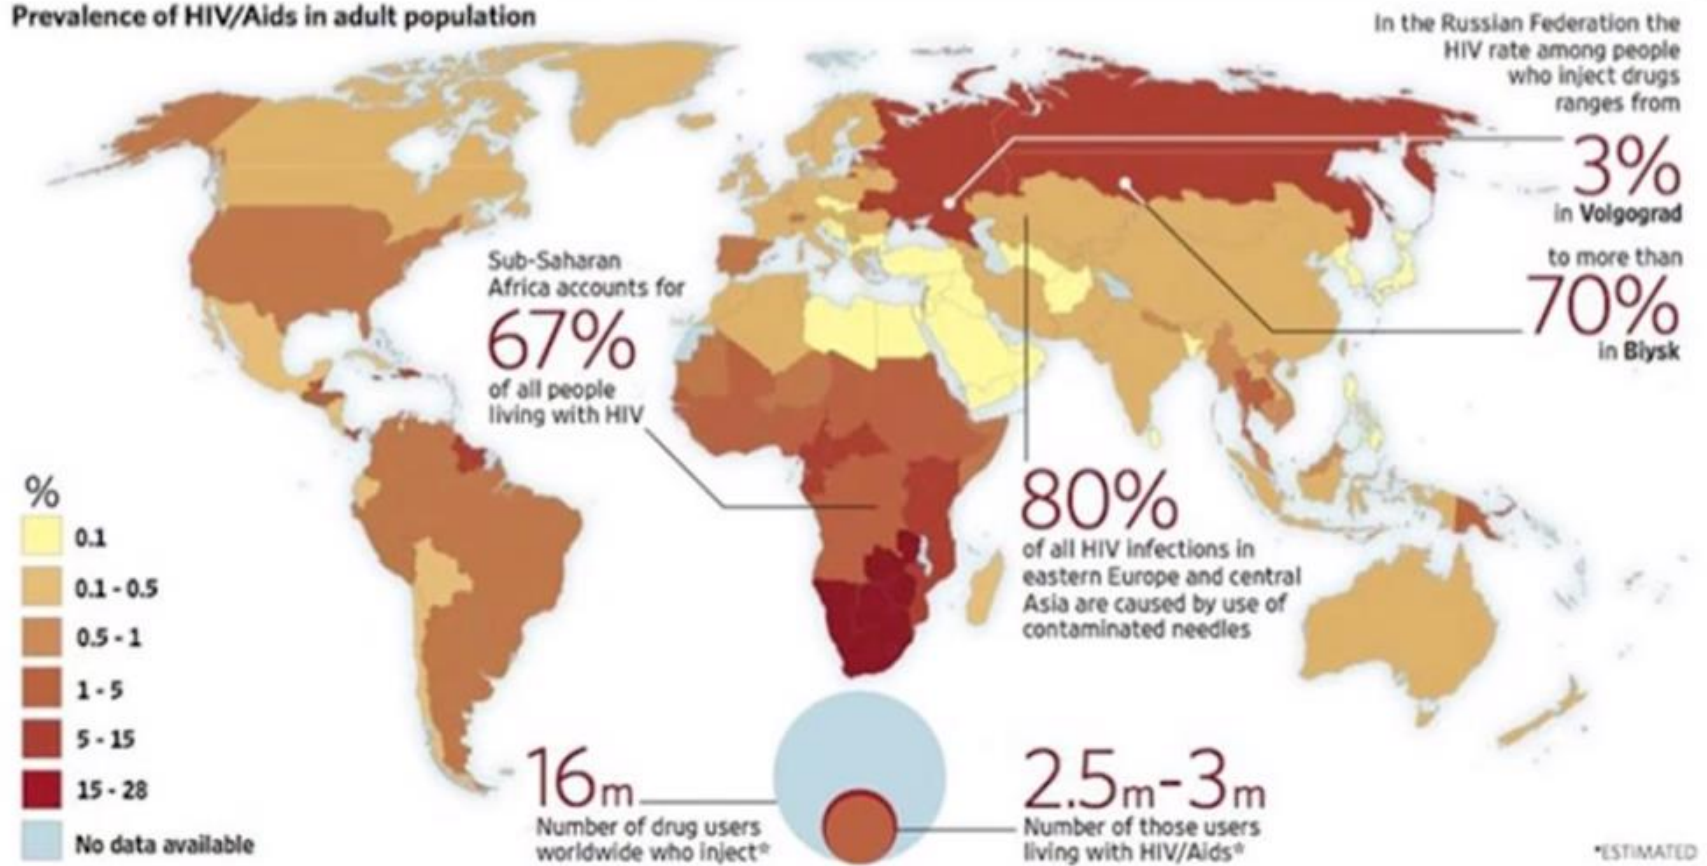 Prevalence of HIV/Aids in adult population
In the Russian Federation the
HIV rate among people
who inject drugs
ranges from
3%
in Volgograd
to more than
70%
in Biysk
Sub-Saharan
Africa accounts for
67%
of all people
living with HIV
80%
of all HIV infections in
eastern Europe and central
Asia are caused by use of
contaminated needles
%
0.1
0.1 - 0.5
0.5 - 1
1 - 5
5 - 15
15 - 28
No data available
16m
Number of drug users
worldwide who inject*
2.5m-3m
Number of those users
living with HIV/Aids*
*ESTIMATED